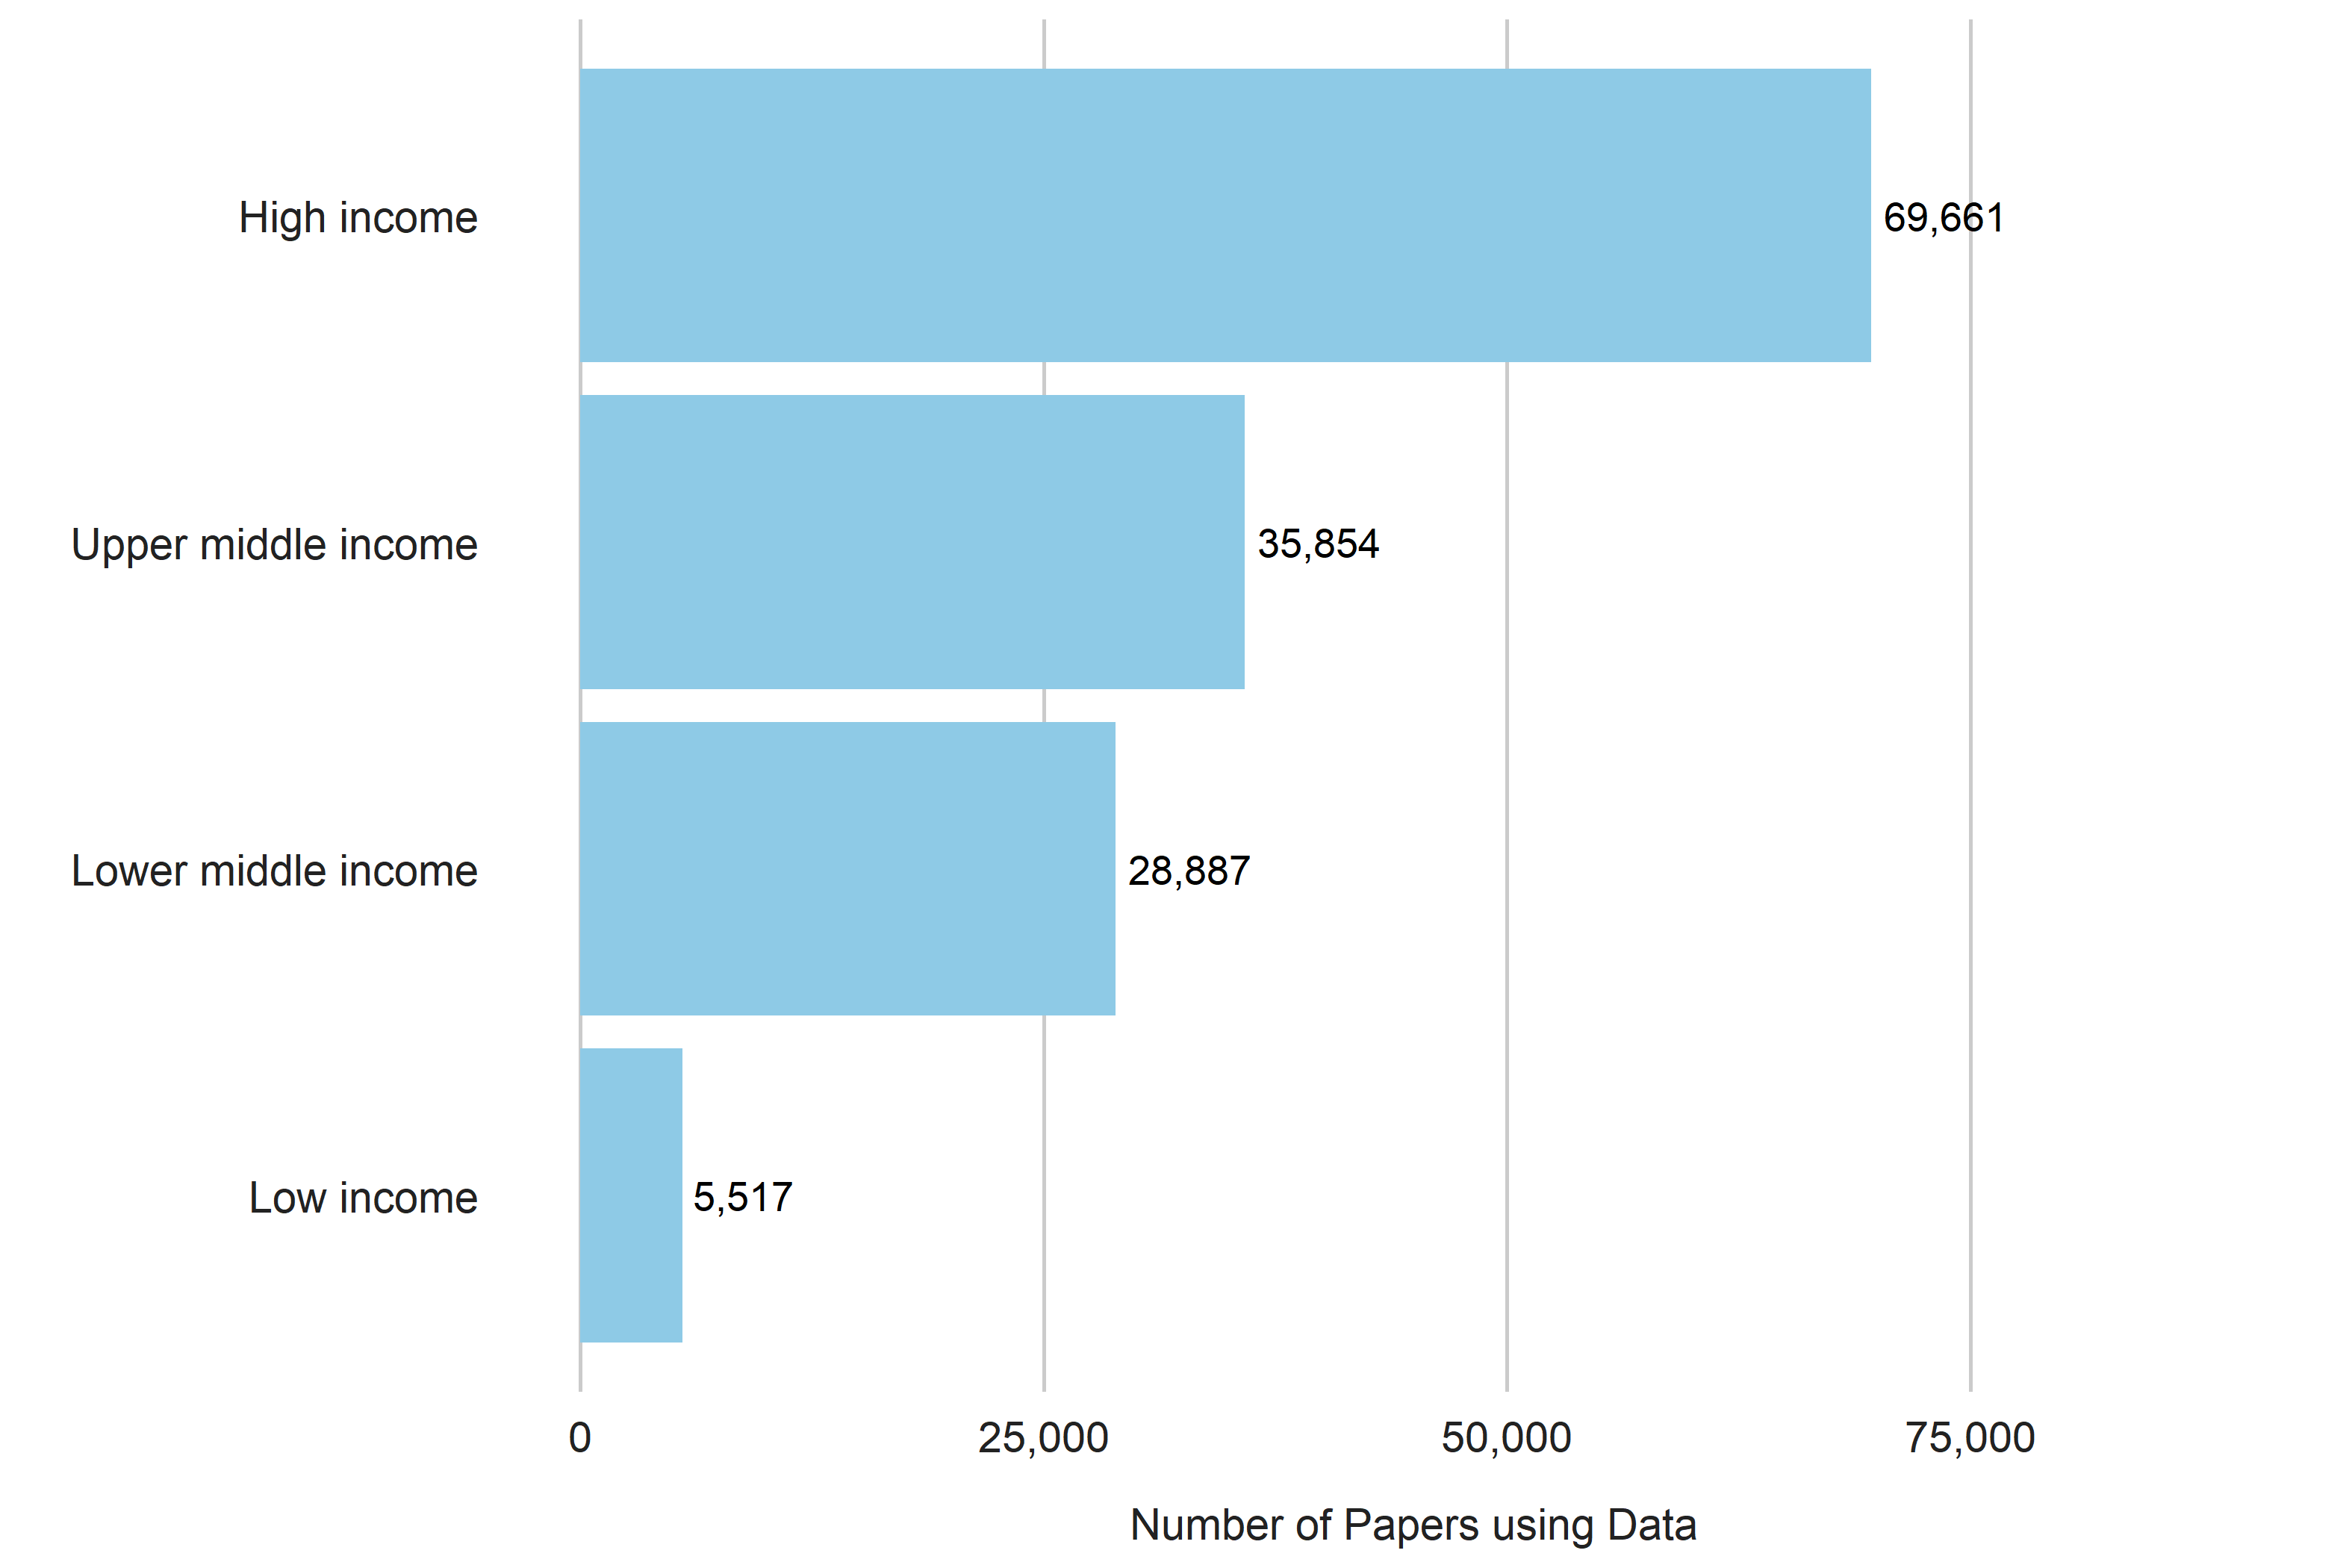 High income
69,661
Upper middle income
35,854
Lower middle income
28,887
Low income
5,517
0 25,000 50,000 75,000
Number of Papers using Data